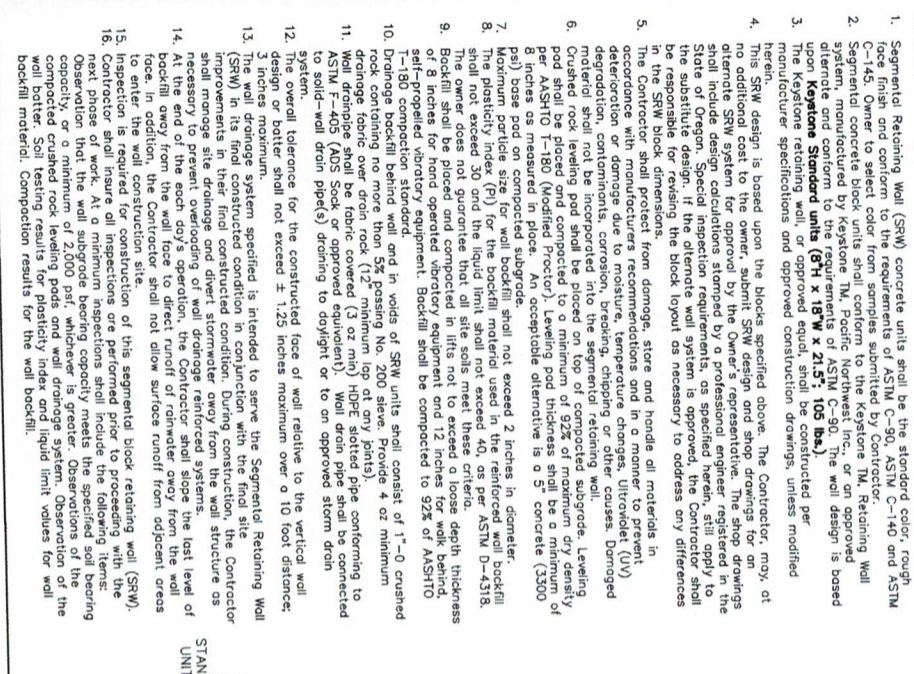 1. Segmental Retaining Wall (SRW) concrete units shall be the standard color, rough
face finish and conform to the requirements of ASTM C-90, ASTM C-140 and ASTM
C-145. Owner to select color from samples submitted by Contractor.
2. Segmental concrete block units shall conform to the Keystone TM, Retaining Wall
system, manufactured by Keystone TM, Pacific Northwest Inc., or an approved
alternate and conform to the requirements of ASTM C-90. The wall design is based
upon the Keystone Standard units (8"H x 18"W x 21.5"; 105 lbs.).
3. The Keystone retaining wall or approved equal, shall be constructed per
manufacturer specifications and approved construction drawings, unless modified
herein.
4. This SRW design is based upon the blocks specified above. The Contractor, may, at
no additional cost to the owner, submit SRW design and shop drawings for an
alternate SRW system for approval by the Owner's representative. The shop drawings
shall include design calculations stamped by a professional engineer registered in the
State of Oregon. Special inspection requirements, as specified herein, still apply to
the substitute design. If the alternate wall system is approved, the Contractor shall
be responsible for revising the block layout as necessary to address any differences
in the SRW block dimensions.
5. The Contractor shall protect from damage, store and handle all materials in
accordance with manufacturers recommendations and in a manner to prevent
deterioration or damage due to moisture, temperature changes, Ultraviolet (UV)
degradation, contaminants, corrosion, breaking, chipping or other causes. Damaged
material shall not be incorporated into the segmental retaining wall.
6. Crushed rock leveling pad shall be placed on top of compacted subgrade. Leveling
pad shall be placed and compacted to a minimum of 92% of maximum dry density
per AASHTO T-180 (Modified Proctor). Leveling pad thickness shall be a minimum of
8 inches as measured in place. An acceptable alternative is a 5" concrete (3300
psi) base pad on compacted subgrade.
7. Maximum particle size for wall backfill shall not exceed 2 inches in diameter.
8. The plasticity index (PI) for the backfill material used in the reinforced wall backfill
shall not exceed 30 and the liquid limit shall not exceed 40, as per ASTM D-4318.
The owner does not guarantee that all site soils meet these criteria.
9. Backfill shall be placed and compacted in lifts not to exceed a loose depth thickness
of 8 inches for hand operated vibratory equipment and 12 inches for walk behind,
self-propelled vibratory equipment. Backfill shall be compacted to 92% of AASHTO
T-180 compaction standard.
10. Drainage backfill behind wall and in voids of SRW units shall consist of 1"-0 crushed
rock containing no more than 5% passing No. 200 sieve. Provide 4 oz minimum
drainage fabric over drain rock (12" minimum lap at any joints).
11. Wall drainpipe shall be fabric covered (3 oz min) HDPE slotted pipe conforming to
ASTM F-405 (ADS Sock or approved equivalent). Wall drain pipe shall be connected
to solid-wall drain pipe(s) draining to daylight or to an approved storm drain
system.
12. The overall tolerance for the constructed face of wall relative to the vertical wall
design or batter shall not exceed ± 1.25 inches maximum over a 10 foot distance;
3 inches maximum.
13. The wall drainage system specified is intended to serve the Segmental Retaining Wall
(SRW) in its final constructed condition in conjunction with the final site
improvements in their final constructed condition. During construction, the Contractor
shall manage site drainage and divert stormwater away from the wall structure as
necessary to prevent overloading of wall drainage reinforced systems.
14. At the end of the each day's operation, the Contractor shall slope the last level of
backfill away from the wall face to direct runoff of rainwater away from the wall
face. In addition, the Contractor shall not allow surface runoff from adjacent areas
to enter the wall construction site.
15. Inspection is required for construction of this segmental block retaining wall (SRW).
16. Contractor shall insure all inspections are performed prior to proceeding with the
next phase of work. At a minimum inspections shall include the following items:
Observation that the wall subgrade bearing capacity meets the specified soil bearing
capacity, or a minimum of 2,000 psf, whichever is greater. Observations of the
compacted crushed rock leveling pads and wall drainage system. Observation of the
wall batter. Soil testing results for plasticity index and liquid limit values for wall
backfill material. Compaction results for the wall backfill.
STAN
UNIT